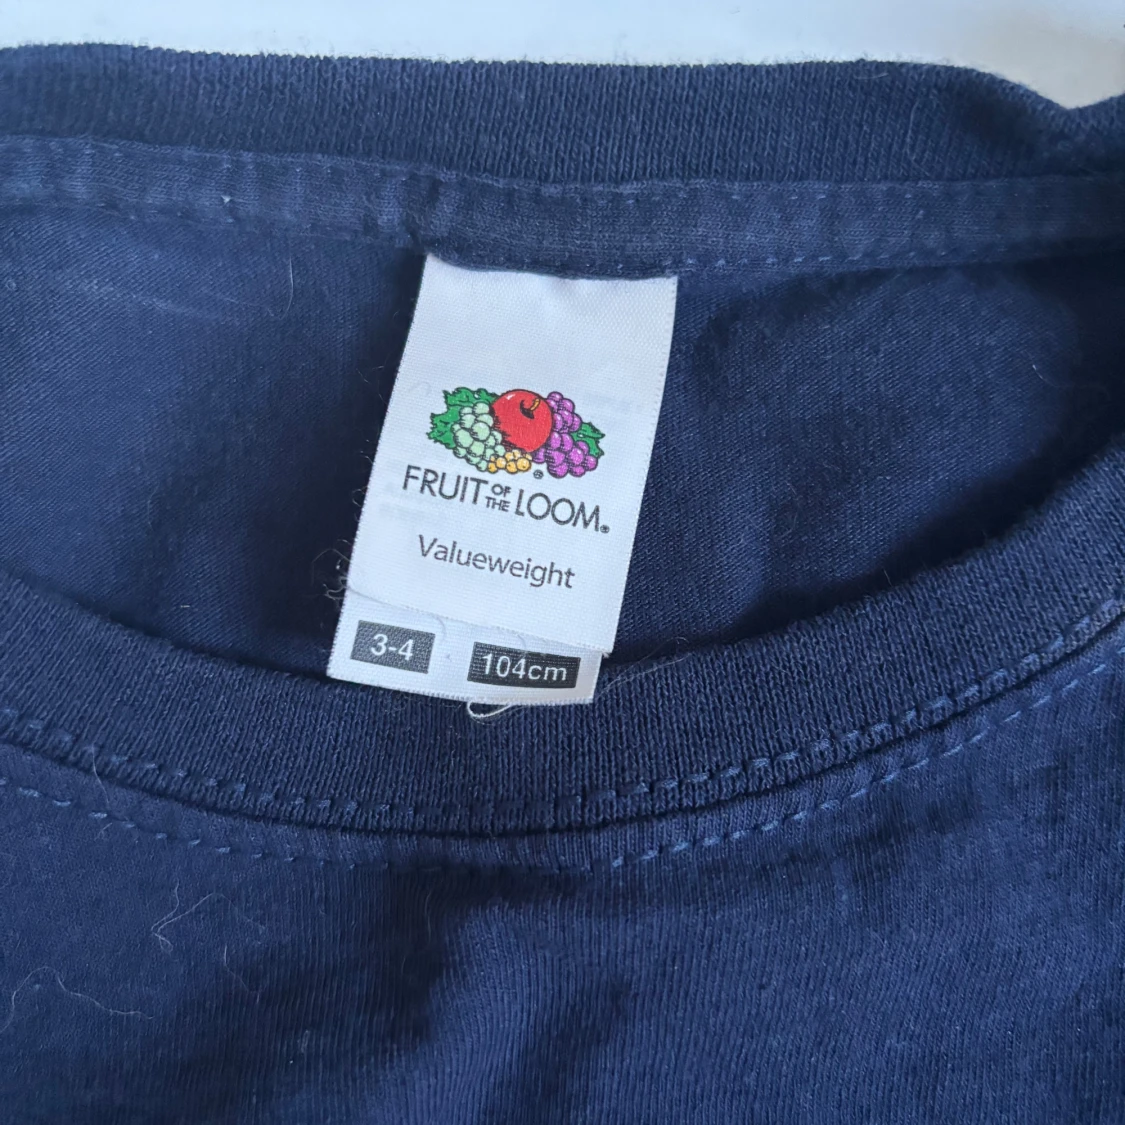 FRUIT OF THE LOOM®
Valueweight
3-4 104cm